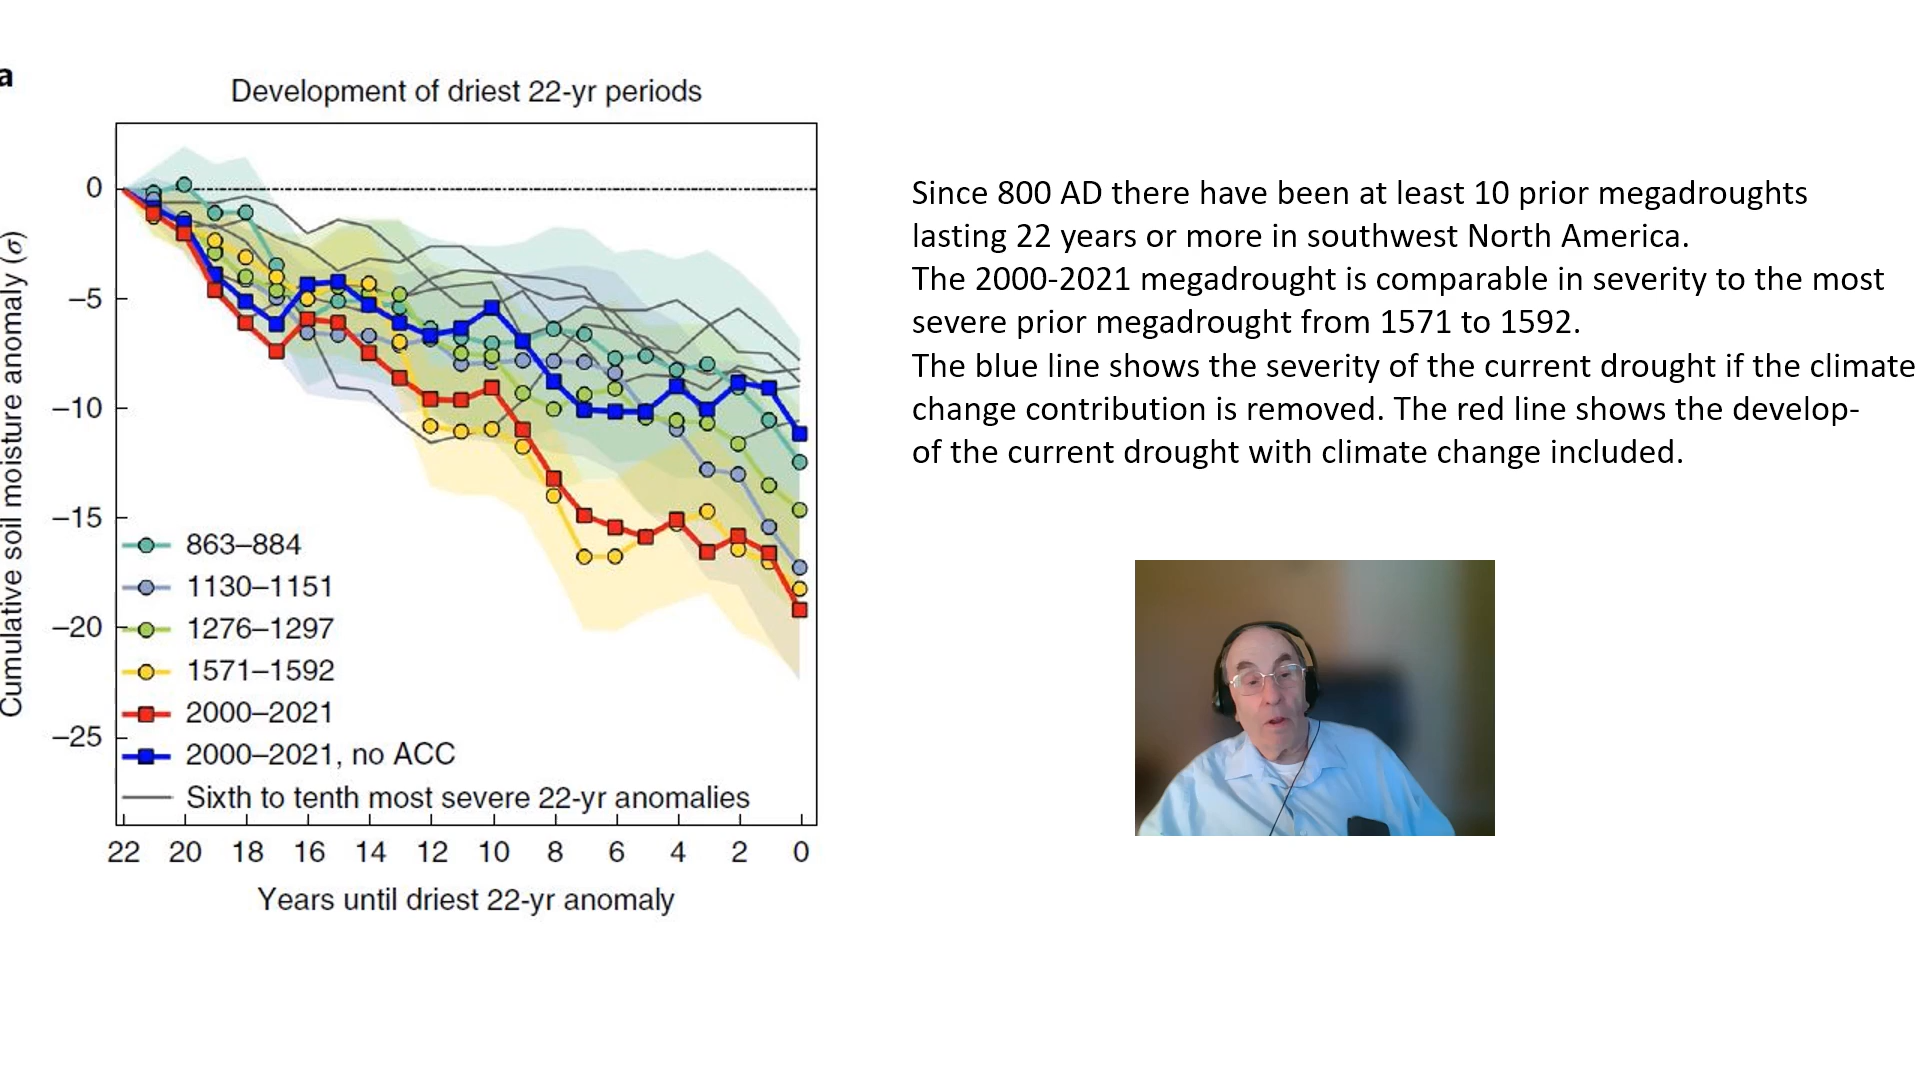 a
Development of driest 22-yr periods
Cumulative soil moisture anomaly (σ)
0
−5
−10
−15
−20
−25
863–884
1130–1151
1276–1297
1571–1592
2000–2021
2000–2021, no ACC
Sixth to tenth most severe 22-yr anomalies
22 20 18 16 14 12 10 8 6 4 2 0
Years until driest 22-yr anomaly
Since 800 AD there have been at least 10 prior megadroughts
lasting 22 years or more in southwest North America.
The 2000-2021 megadrought is comparable in severity to the most
severe prior megadrought from 1571 to 1592.
The blue line shows the severity of the current drought if the climate
change contribution is removed. The red line shows the develop-
of the current drought with climate change included.